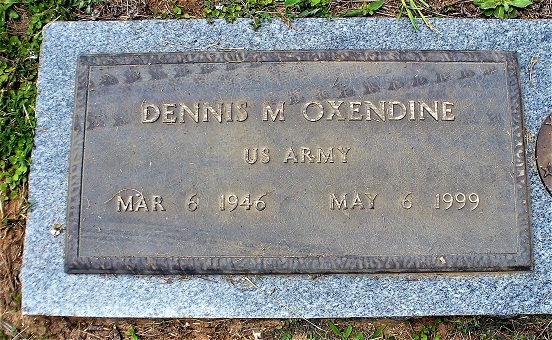 DENNIS M OXENDINE
US ARMY
MAR 6 1946 MAY 6 1999